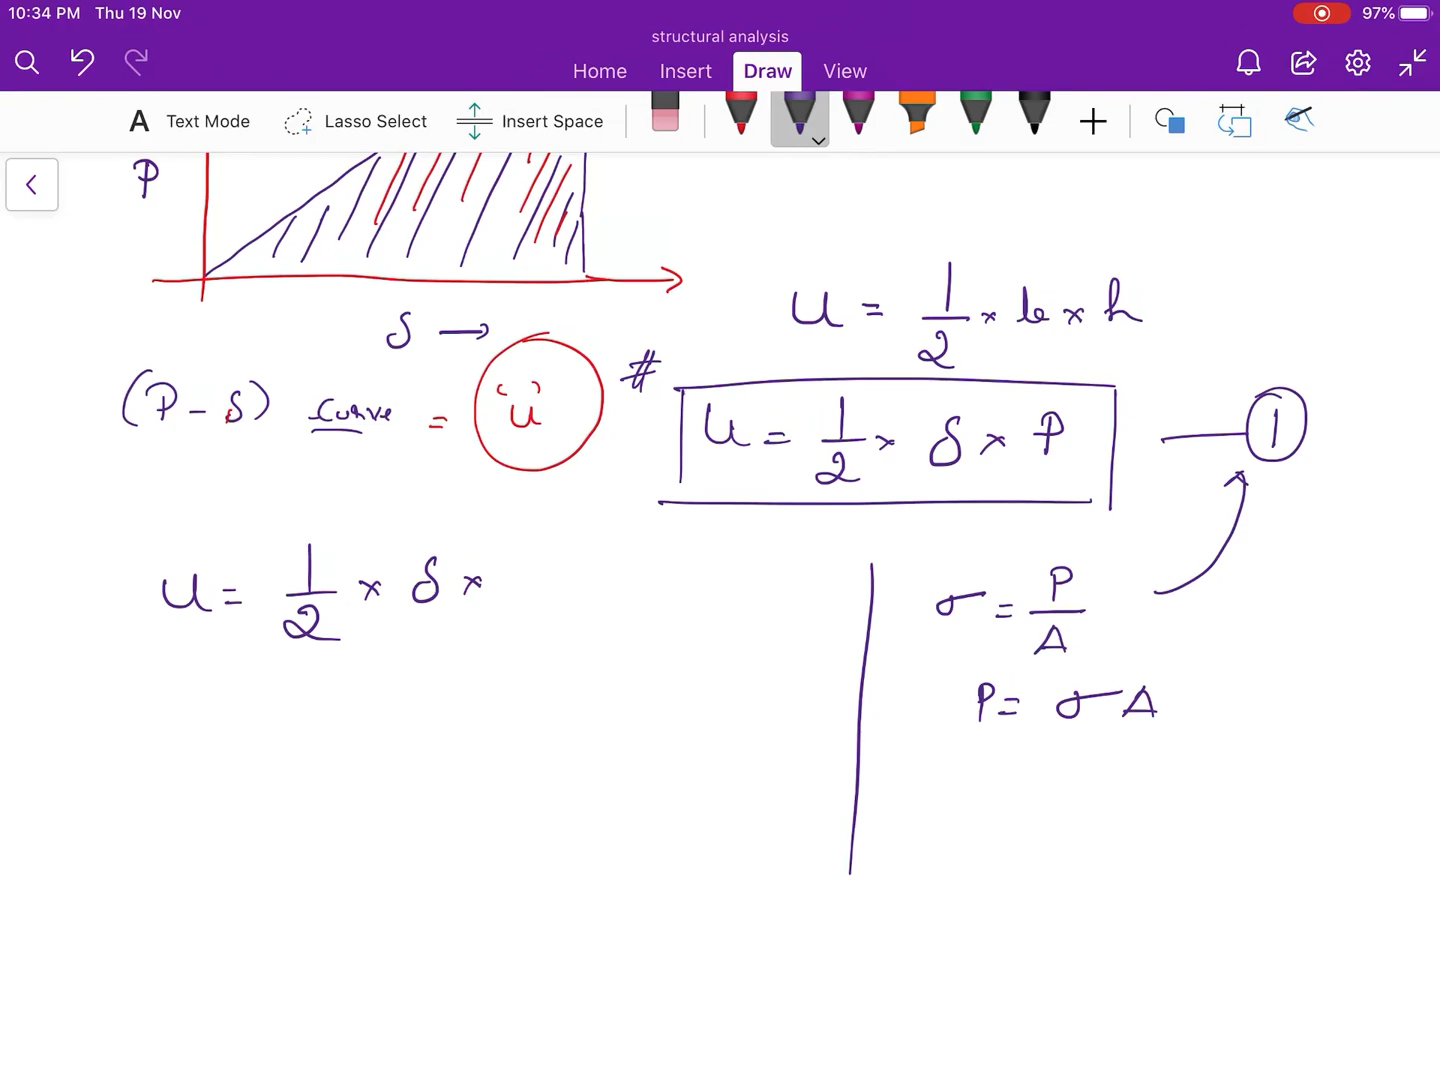 10:34 PM Thu 19 Nov 97%
structural analysis
Home Insert Draw View
A Text Mode Lasso Select Insert Space
P
δ →
U = 1/2 × b × h
(P - δ) Curve = "U"
#
U = 1/2 × δ × P — 1
U = 1/2 × δ ×
σ = P/A
P = σ A